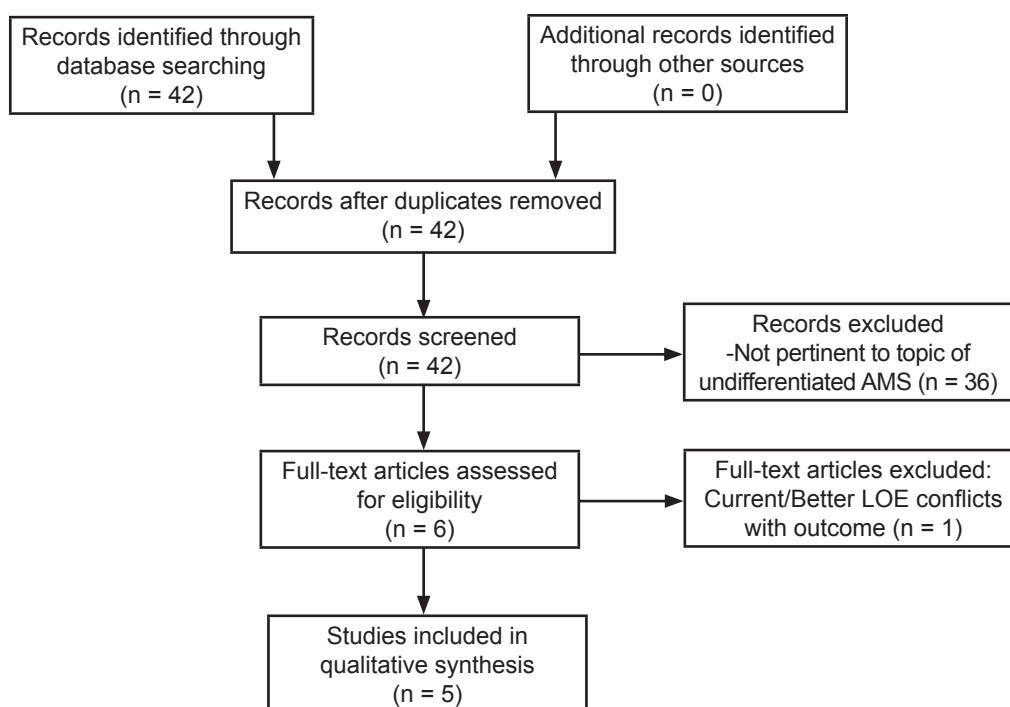 Records identified through
database searching
(n = 42)
Additional records identified
through other sources
(n = 0)
Records after duplicates removed
(n = 42)
Records screened
(n = 42)
Records excluded
-Not pertinent to topic of
undifferentiated AMS (n = 36)
Full-text articles assessed
for eligibility
(n = 6)
Full-text articles excluded:
Current/Better LOE conflicts
with outcome (n = 1)
Studies included in
qualitative synthesis
(n = 5)